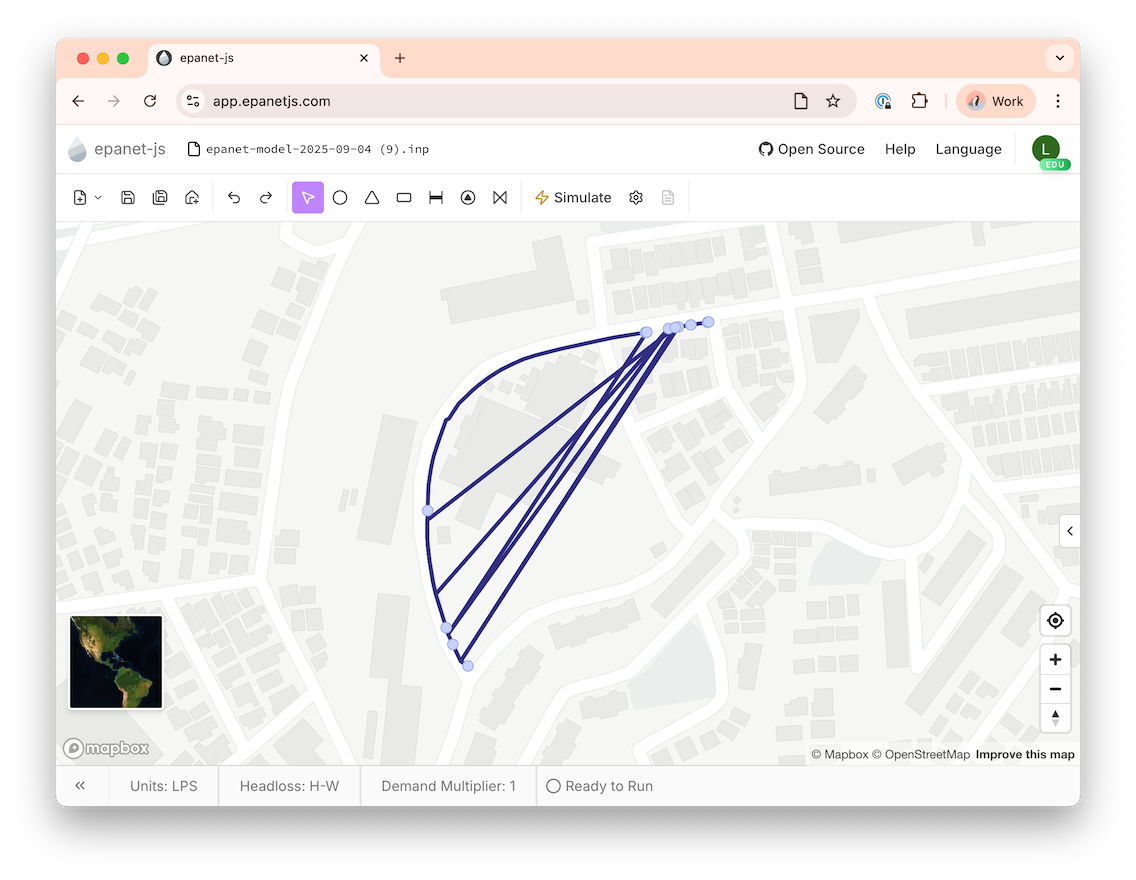 epanet-js
app.epanetjs.com
Work
epanet-js
epanet-model-2025-09-04 (9).inp
Open Source
Help
Language
L
EDU
Simulate
mapbox
© Mapbox © OpenStreetMap Improve this map
Units: LPS
Headloss: H-W
Demand Multiplier: 1
Ready to Run